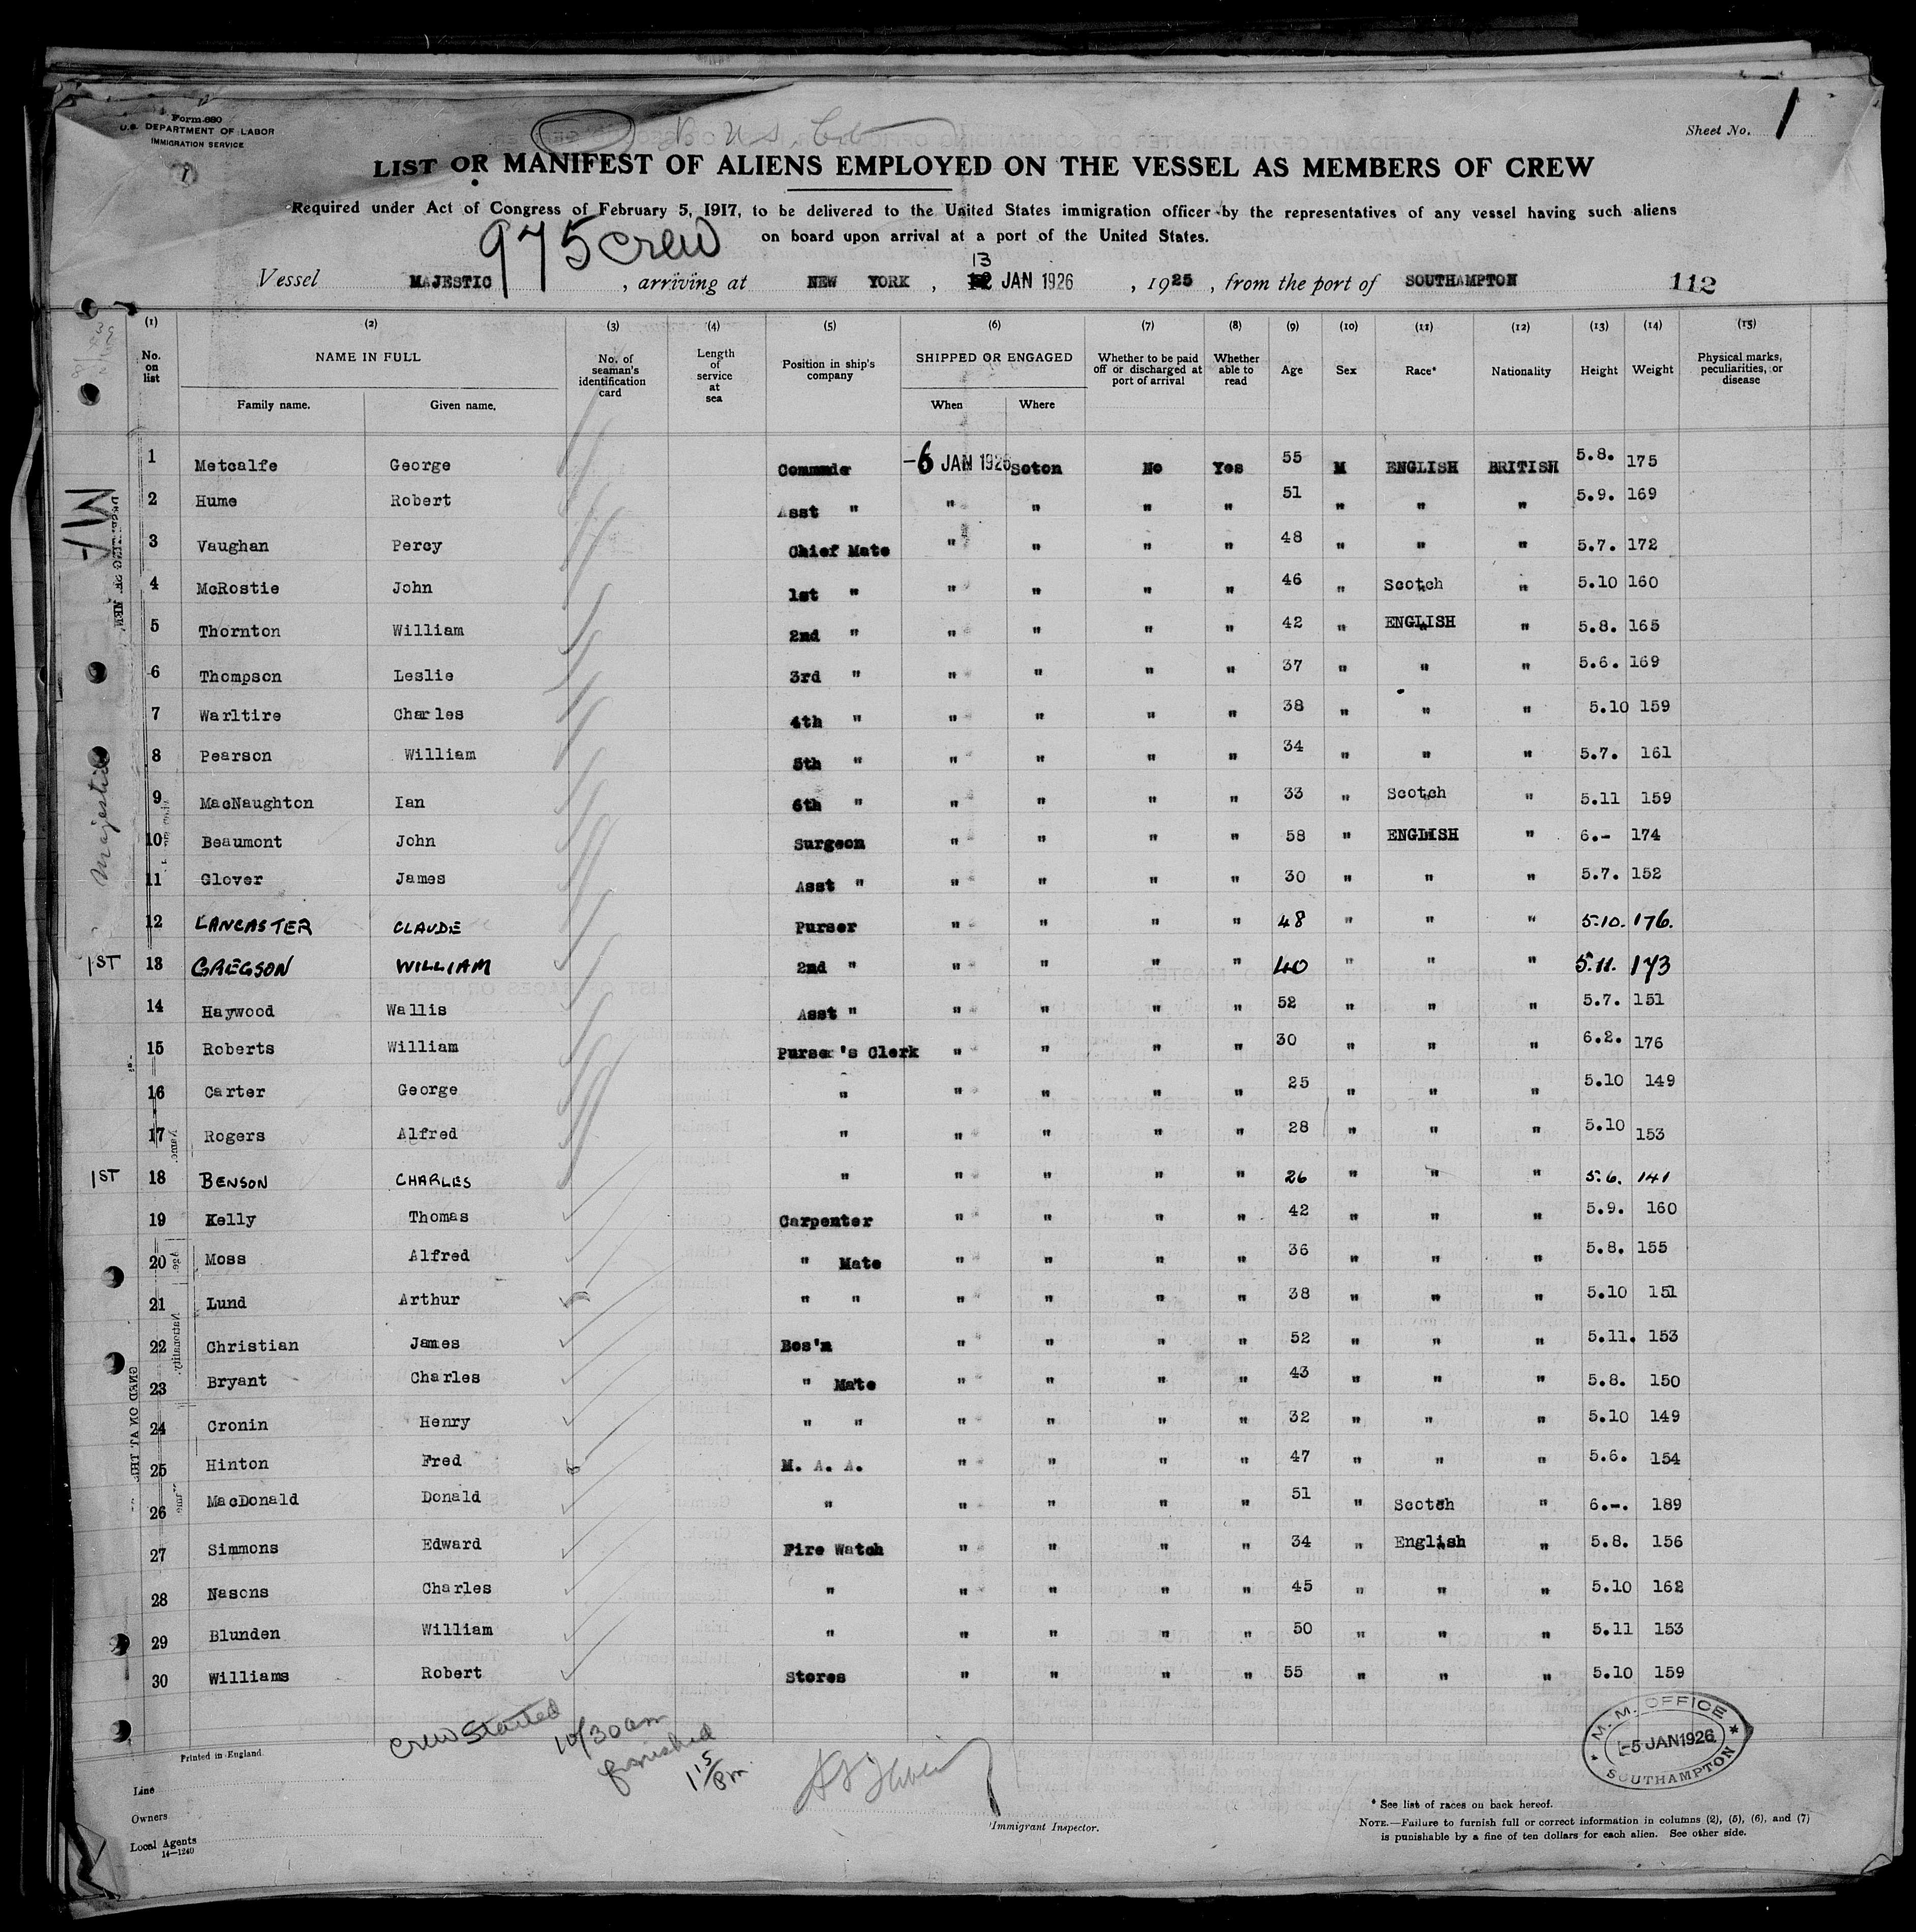 Form 680
U.S. DEPARTMENT OF LABOR
IMMIGRATION SERVICE
Sheet No. 1
LIST OR MANIFEST OF ALIENS EMPLOYED ON THE VESSEL AS MEMBERS OF CREW
Required under Act of Congress of February 5, 1917, to be delivered to the United States immigration officer by the representatives of any vessel having such aliens
on board upon arrival at a port of the United States.
975 crew
13
Vessel MAJESTIC, arriving at NEW YORK, 12 JAN 1926, 1925, from the port of SOUTHAMPTON 112
(1) (2) (3) (4) (5) (6) (7) (8) (9) (10) (11) (12) (13) (14) (15)
No. on list NAME IN FULL Family name. Given name. No. of seaman's identification card Length of service at sea Position in ship's company SHIPPED OR ENGAGED When Where Whether to be paid off or discharged at port of arrival Whether able to read Age Sex Race* Nationality Height Weight Physical marks, peculiarities, or disease
1 Metcalfe George Commader -6 JAN 1926 Soton No Yes 55 M ENGLISH BRITISH 5.8. 175
2 Hume Robert Asst " " " " " 51 " " " 5.9. 169
3 Vaughan Percy Chief Mate " " " " 48 " " " 5.7. 172
4 McRostie John 1st " " " " " 46 " Scotch " 5.10 160
5 Thornton William 2nd " " " " " 42 " ENGLISH " 5.8. 165
6 Thompson Leslie 3rd " " " " " 37 " " " 5.6. 169
7 Warltire Charles 4th " " " " " 38 " " " 5.10 159
8 Pearson William 5th " " " " " 34 " " " 5.7. 161
9 MacNaughton Ian 6th " " " " " 33 " Scotch " 5.11 159
10 Beaumont John Surgeon " " " " 58 " ENGLISH " 6.- 174
11 Glover James Asst " " " " " 30 " " " 5.7. 152
12 LANCASTER CLAUDE Purser " " " " 48 " " " 5.10. 176.
1ST 13 GREGSON WILLIAM 2nd " " " " " 40 " " " 5.11. 173
14 Haywood Wallis Asst " " " " " 52 " " " 5.7. 151
15 Roberts William Purser's Clerk " " " " 30 " " " 6.2. 176
16 Carter George " " " " " 25 " " " 5.10 149
17 Rogers Alfred " " " " " 28 " " " 5.10 153
1ST 18 BENSON CHARLES " " " " " 26 " " " 5.6. 141
19 Kelly Thomas Carpenter " " " " 42 " " " 5.9. 160
20 Moss Alfred " Mate " " " " 36 " " " 5.8. 155
21 Lund Arthur " " " " " " 38 " " " 5.10 151
22 Christian James Bos'n " " " " 52 " " " 5.11. 153
23 Bryant Charles " Mate " " " " 43 " " " 5.8. 150
24 Cronin Henry " " " " " " 32 " " " 5.10 149
25 Hinton Fred M. A. A. " " " " 47 " " " 5.6. 154
26 MacDonald Donald " " " " " 51 " Scotch " 6.-. 189
27 Simmons Edward Fire Watch " " " " 34 " English " 5.8. 156
28 Nasons Charles " " " " " 45 " " " 5.10 162
29 Blunden William " " " " " 50 " " " 5.11 153
30 Williams Robert Stores " " " " 55 " " " 5.10 159
Majestic
Crew Started 10/30 am
finished
1 15/pm
M. M. OFFICE
-5 JAN 1926
SOUTHAMPTON
Printed in England.
Line
Owners
Local Agents
14—1240
Immigrant Inspector.
* See list of races on back hereof.
NOTE.—Failure to furnish full or correct information in columns (2), (5), (6), and (7)
is punishable by a fine of ten dollars for each alien. See other side.